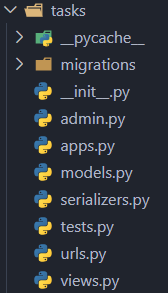 tasks
__pycache__
migrations
__init__.py
admin.py
apps.py
models.py
serializers.py
tests.py
urls.py
views.py